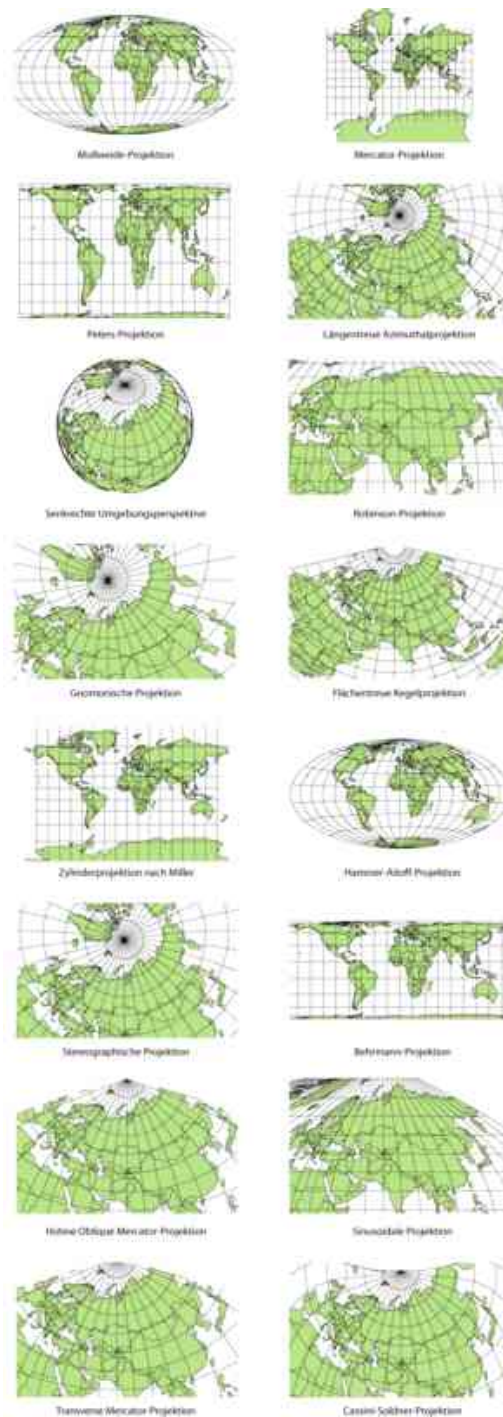 Mollweide-Projektion
Mercator-Projektion
Peters-Projektion
Längentreue Azimuthalprojektion
Senkrechte Umgebungsperspektive
Robinson-Projektion
Gnomonische Projektion
Flächentreue Kegelprojektion
Zylinderprojektion nach Miller
Hammer-Aitoff-Projektion
Stereographische Projektion
Behrmann-Projektion
Hotine Oblique Mercator-Projektion
Sinusoidale Projektion
Transverse Mercator-Projektion
Cassini-Soldner-Projektion